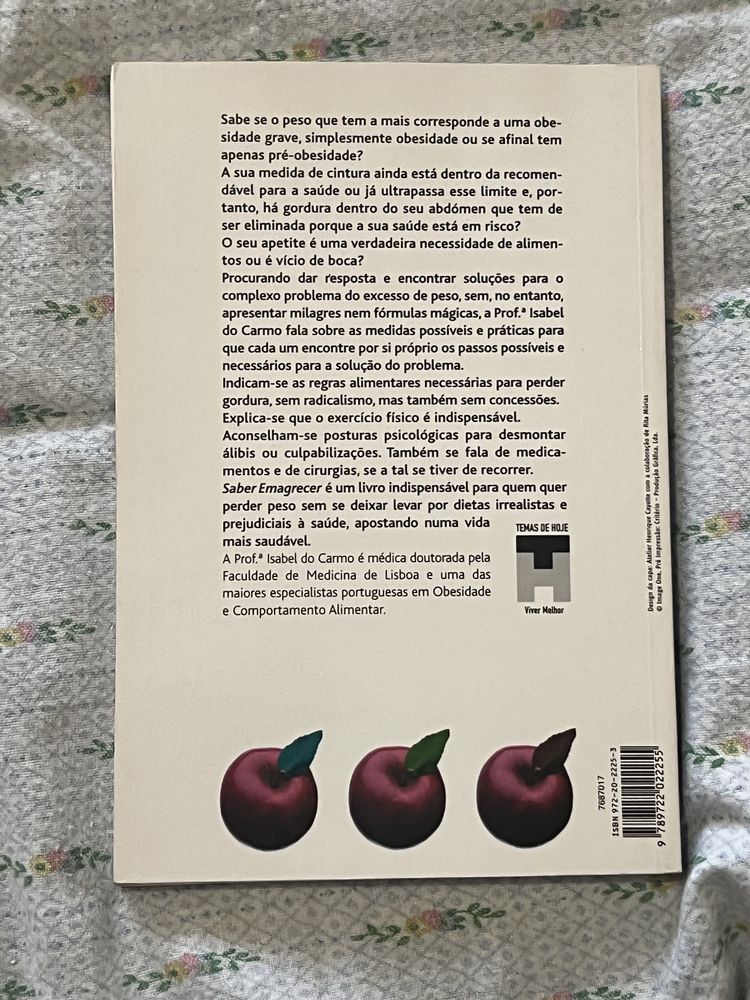 Sabe se o peso que tem a mais corresponde a uma obe-
sidade grave, simplesmente obesidade ou se afinal tem
apenas pré-obesidade?
A sua medida de cintura ainda está dentro da recomen-
dável para a saúde ou já ultrapassa esse limite e, por-
tanto, há gordura dentro do seu abdómen que tem de
ser eliminada porque a sua saúde está em risco?
O seu apetite é uma verdadeira necessidade de alimen-
tos ou é vício de boca?
Procurando dar resposta e encontrar soluções para o
complexo problema do excesso de peso, sem, no entanto,
apresentar milagres nem fórmulas mágicas, a Prof.ª Isabel
do Carmo fala sobre as medidas possíveis e práticas para
que cada um encontre por si próprio os passos possíveis e
necessários para a solução do problema.
Indicam-se as regras alimentares necessárias para perder
gordura, sem radicalismo, mas também sem concessões.
Explica-se que o exercício físico é indispensável.
Aconselham-se posturas psicológicas para desmontar
álibis ou culpabilizações. Também se fala de medica-
mentos e de cirurgias, se a tal se tiver de recorrer.
Saber Emagrecer é um livro indispensável para quem quer
perder peso sem se deixar levar por dietas irrealistas e
prejudiciais à saúde, apostando numa vida
mais saudável.
A Prof.ª Isabel do Carmo é médica doutorada pela
Faculdade de Medicina de Lisboa e uma das
maiores especialistas portuguesas em Obesidade
e Comportamento Alimentar.
TEMAS DE HOJE
TH
Viver Melhor
Design da capa: Atelier Henrique Cayatte com a colaboração de Rita Múrias
© Image One. Pré Impressão: Critério - Produção Gráfica, Lda.
7687017
ISBN 972-20-2225-3
9 789722 022255